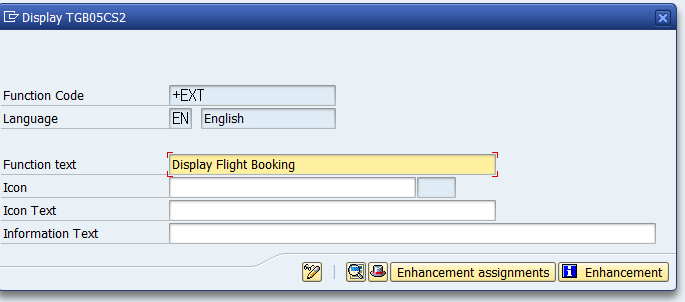 Display TGB05CS2
Function Code +EXT
Language EN English
Function text Display Flight Booking
Icon
Icon Text
Information Text
Enhancement assignments Enhancement